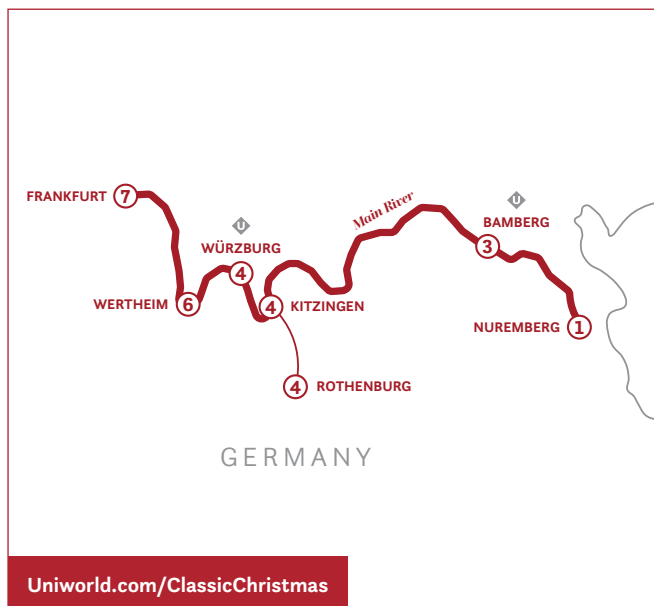 Main River
U
BAMBERG
3
FRANKFURT 7
U
WÜRZBURG
4
WERTHEIM 6
4 KITZINGEN
NUREMBERG 1
4 ROTHENBURG
GERMANY
Uniworld.com/ClassicChristmas